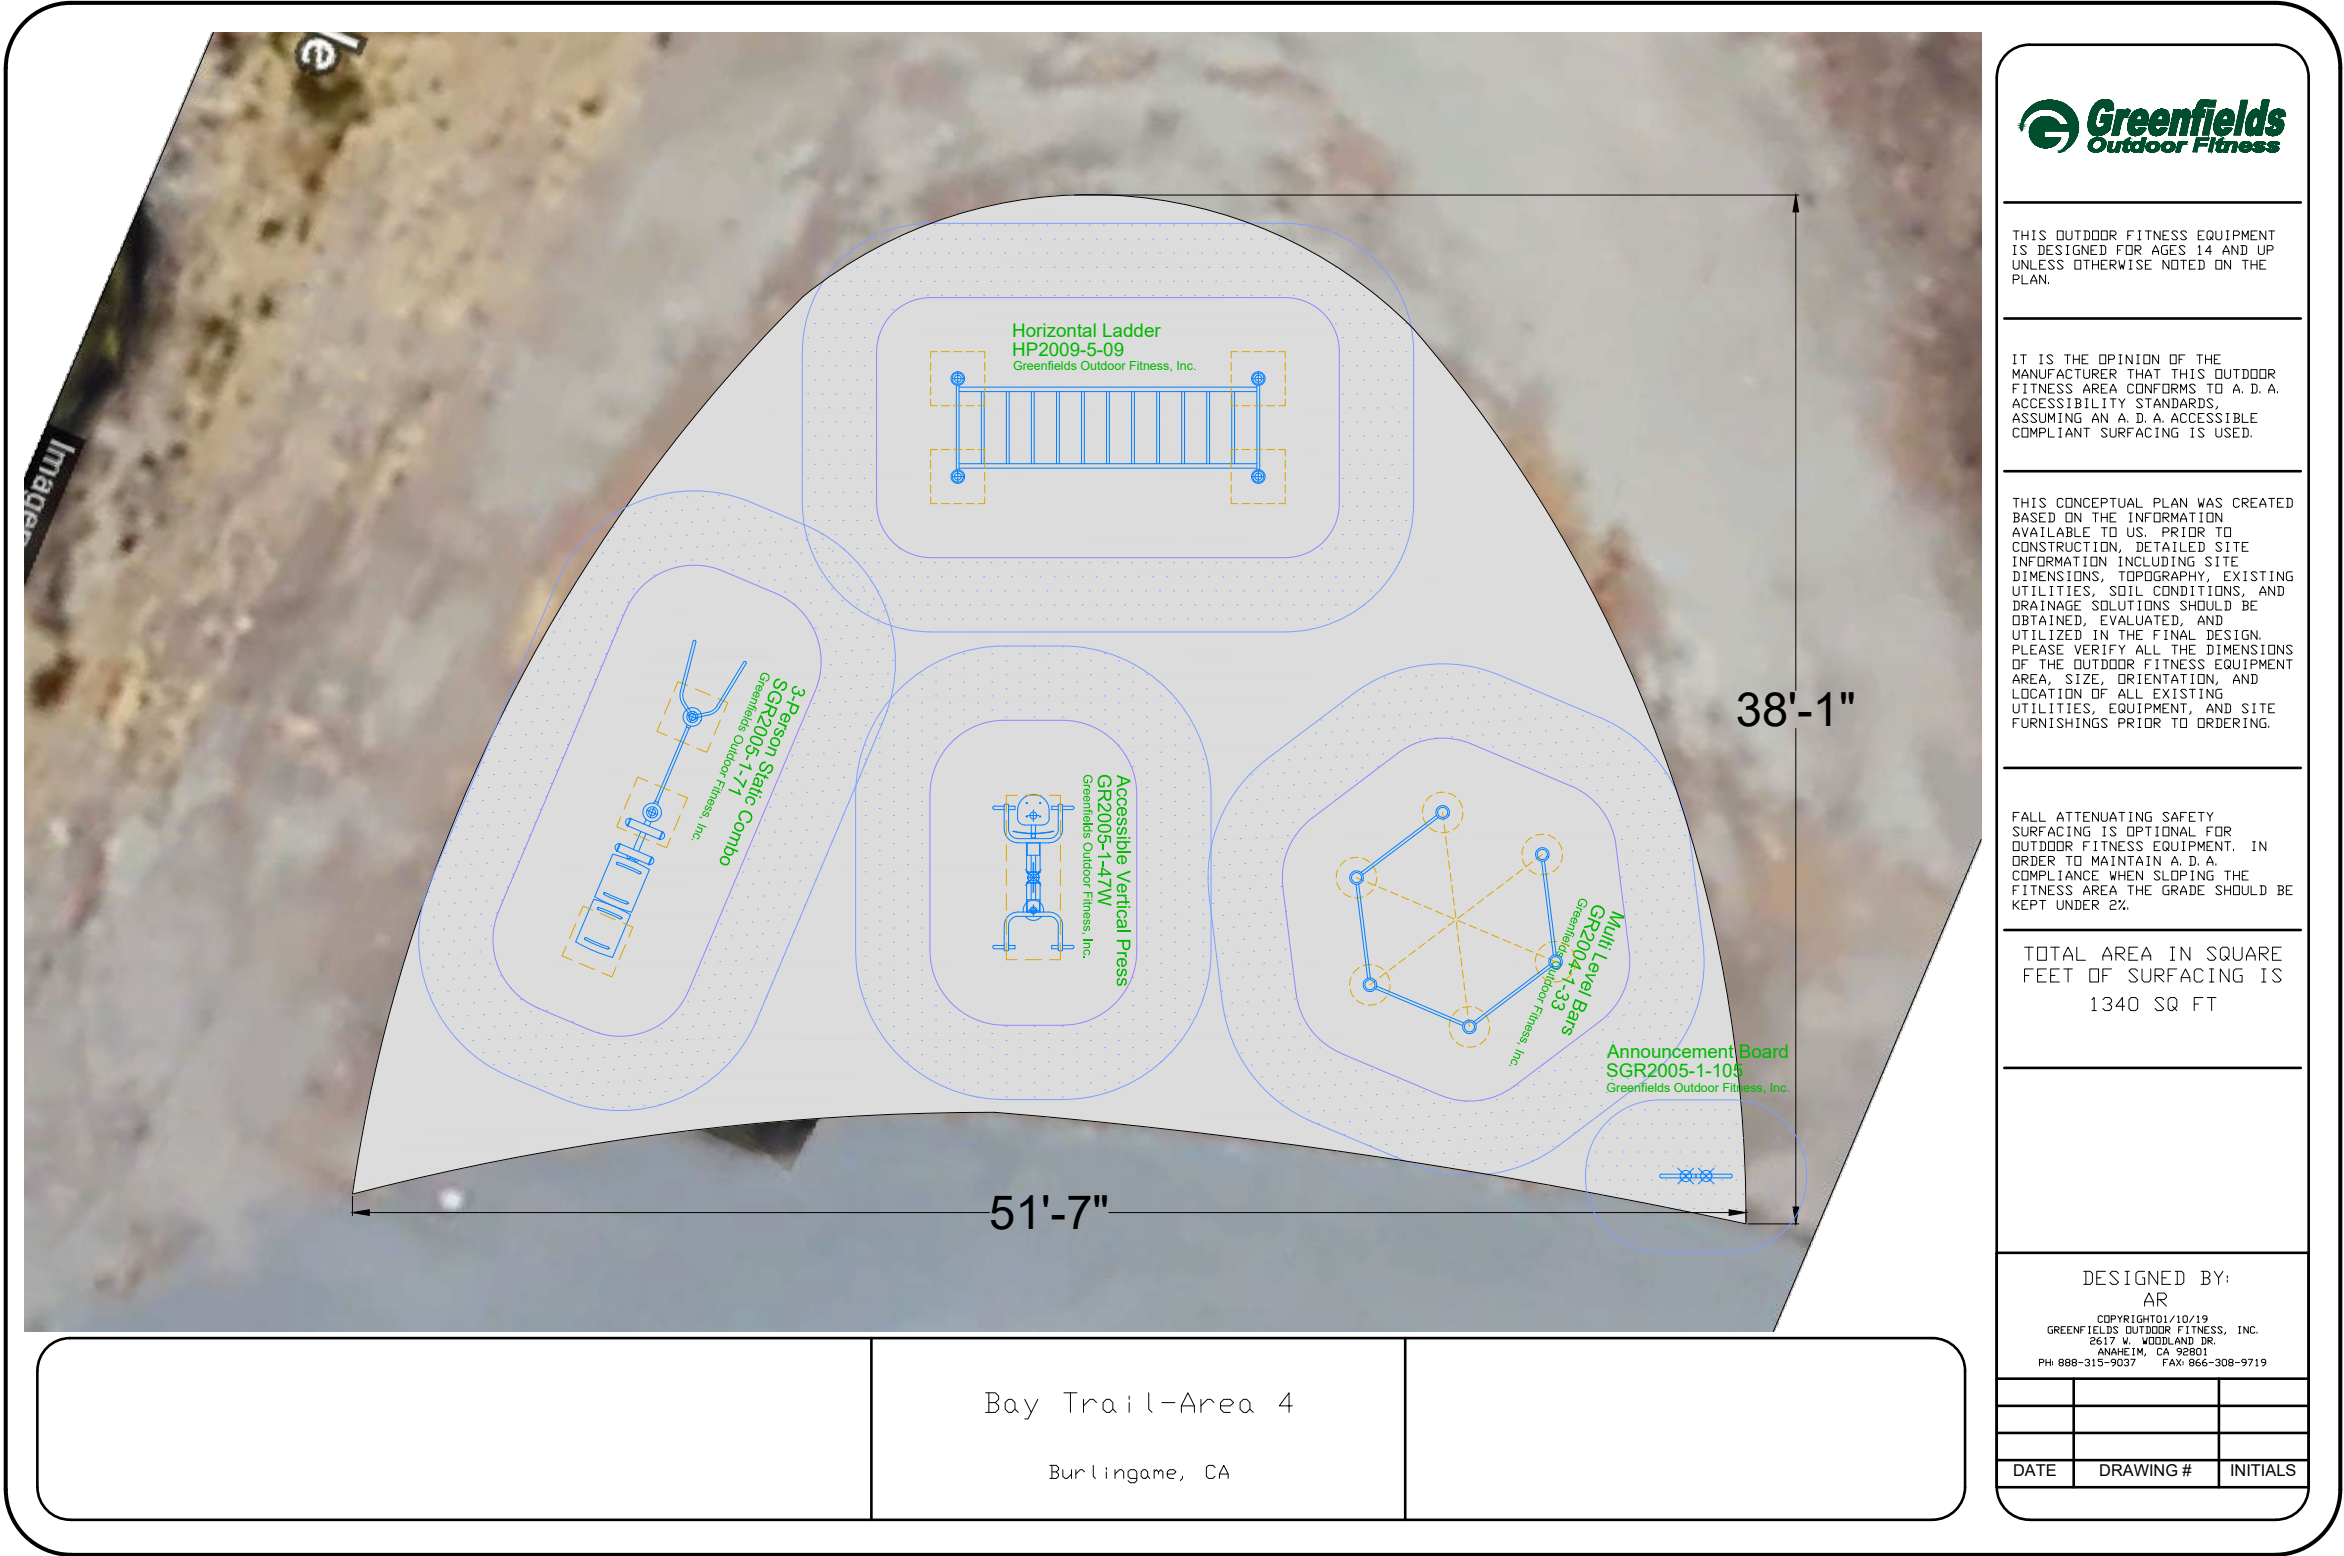 le
Image
Horizontal Ladder
HP2009-5-09
Greenfields Outdoor Fitness, Inc.
3-Person Static Combo
SGR2005-1-71
Greenfields Outdoor Fitness, Inc.
Accessible Vertical Press
GR2005-1-47W
Greenfields Outdoor Fitness, Inc.
Multi Level Bars
GR2004-1-33
Greenfields Outdoor Fitness, Inc.
Announcement Board
SGR2005-1-105
Greenfields Outdoor Fitness, Inc.
38'-1"
51'-7"
Bay Trail-Area 4
Burlingame, CA
Greenfields
Outdoor Fitness
THIS OUTDOOR FITNESS EQUIPMENT
IS DESIGNED FOR AGES 14 AND UP
UNLESS OTHERWISE NOTED ON THE
PLAN.
IT IS THE OPINION OF THE
MANUFACTURER THAT THIS OUTDOOR
FITNESS AREA CONFORMS TO A.D.A.
ACCESSIBILITY STANDARDS,
ASSUMING AN A.D.A. ACCESSIBLE
COMPLIANT SURFACING IS USED.
THIS CONCEPTUAL PLAN WAS CREATED
BASED ON THE INFORMATION
AVAILABLE TO US. PRIOR TO
CONSTRUCTION, DETAILED SITE
INFORMATION INCLUDING SITE
DIMENSIONS, TOPOGRAPHY, EXISTING
UTILITIES, SOIL CONDITIONS, AND
DRAINAGE SOLUTIONS SHOULD BE
OBTAINED, EVALUATED, AND
UTILIZED IN THE FINAL DESIGN.
PLEASE VERIFY ALL THE DIMENSIONS
OF THE OUTDOOR FITNESS EQUIPMENT
AREA, SIZE, ORIENTATION, AND
LOCATION OF ALL EXISTING
UTILITIES, EQUIPMENT, AND SITE
FURNISHINGS PRIOR TO ORDERING.
FALL ATTENUATING SAFETY
SURFACING IS OPTIONAL FOR
OUTDOOR FITNESS EQUIPMENT. IN
ORDER TO MAINTAIN A.D.A.
COMPLIANCE WHEN SLOPING THE
FITNESS AREA THE GRADE SHOULD BE
KEPT UNDER 2%.
TOTAL AREA IN SQUARE
FEET OF SURFACING IS
1340 SQ FT
DESIGNED BY:
AR
COPYRIGHT01/10/19
GREENFIELDS OUTDOOR FITNESS, INC.
2617 W. WOODLAND DR.
ANAHEIM, CA 92801
PH: 888-315-9037 FAX: 866-308-9719
DATE DRAWING # INITIALS